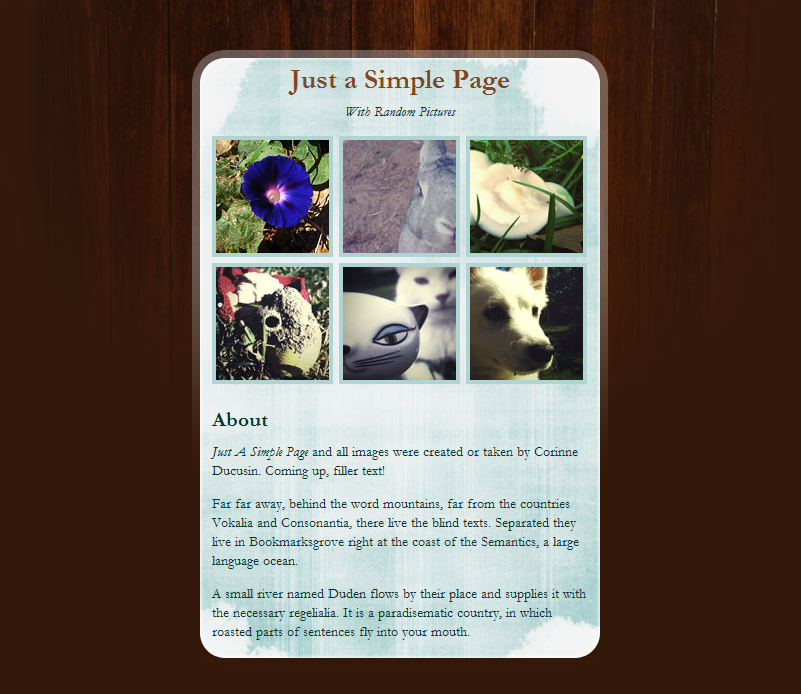 Just a Simple Page
With Random Pictures
About
Just A Simple Page and all images were created or taken by Corinne
Ducusin. Coming up, filler text!
Far far away, behind the word mountains, far from the countries
Vokalia and Consonantia, there live the blind texts. Separated they
live in Bookmarksgrove right at the coast of the Semantics, a large
language ocean.
A small river named Duden flows by their place and supplies it with
the necessary regelialia. It is a paradisematic country, in which
roasted parts of sentences fly into your mouth.